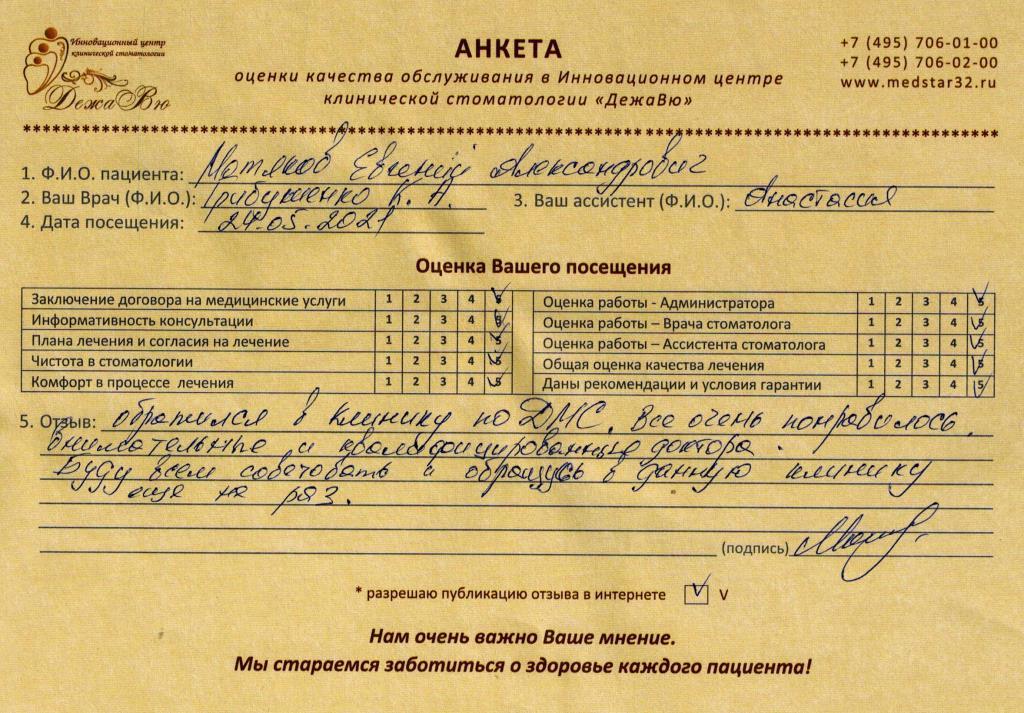 Инновационный центр
клинической стоматологии
ДежаВю
АНКЕТА
оценки качества обслуживания в Инновационном центре
клинической стоматологии «ДежаВю»
+7 (495) 706-01-00
+7 (495) 706-02-00
www.medstar32.ru
1. Ф.И.О. пациента: Матяков Евгений Александрович
2. Ваш Врач (Ф.И.О.): Грибушенко К. А. 3. Ваш ассистент (Ф.И.О.): Анастасия
4. Дата посещения: 24.05.2021
Оценка Вашего посещения
Заключение договора на медицинские услуги 1 2 3 4 5
Информативность консультации 1 2 3 4 5
Плана лечения и согласия на лечение 1 2 3 4 5
Чистота в стоматологии 1 2 3 4 5
Комфорт в процессе лечения 1 2 3 4 5
Оценка работы - Администратора 1 2 3 4 5
Оценка работы – Врача стоматолога 1 2 3 4 5
Оценка работы – Ассистента стоматолога 1 2 3 4 5
Общая оценка качества лечения 1 2 3 4 5
Даны рекомендации и условия гарантии 1 2 3 4 5
5. Отзыв: обратился в клинику по ДМС. Все очень понравилось.
Внимательные и квалифицированные доктора.
Буду всем советовать и обращусь в данную клинику
еще не раз.
(подпись)
* разрешаю публикацию отзыва в интернете V V
Нам очень важно Ваше мнение.
Мы стараемся заботиться о здоровье каждого пациента!